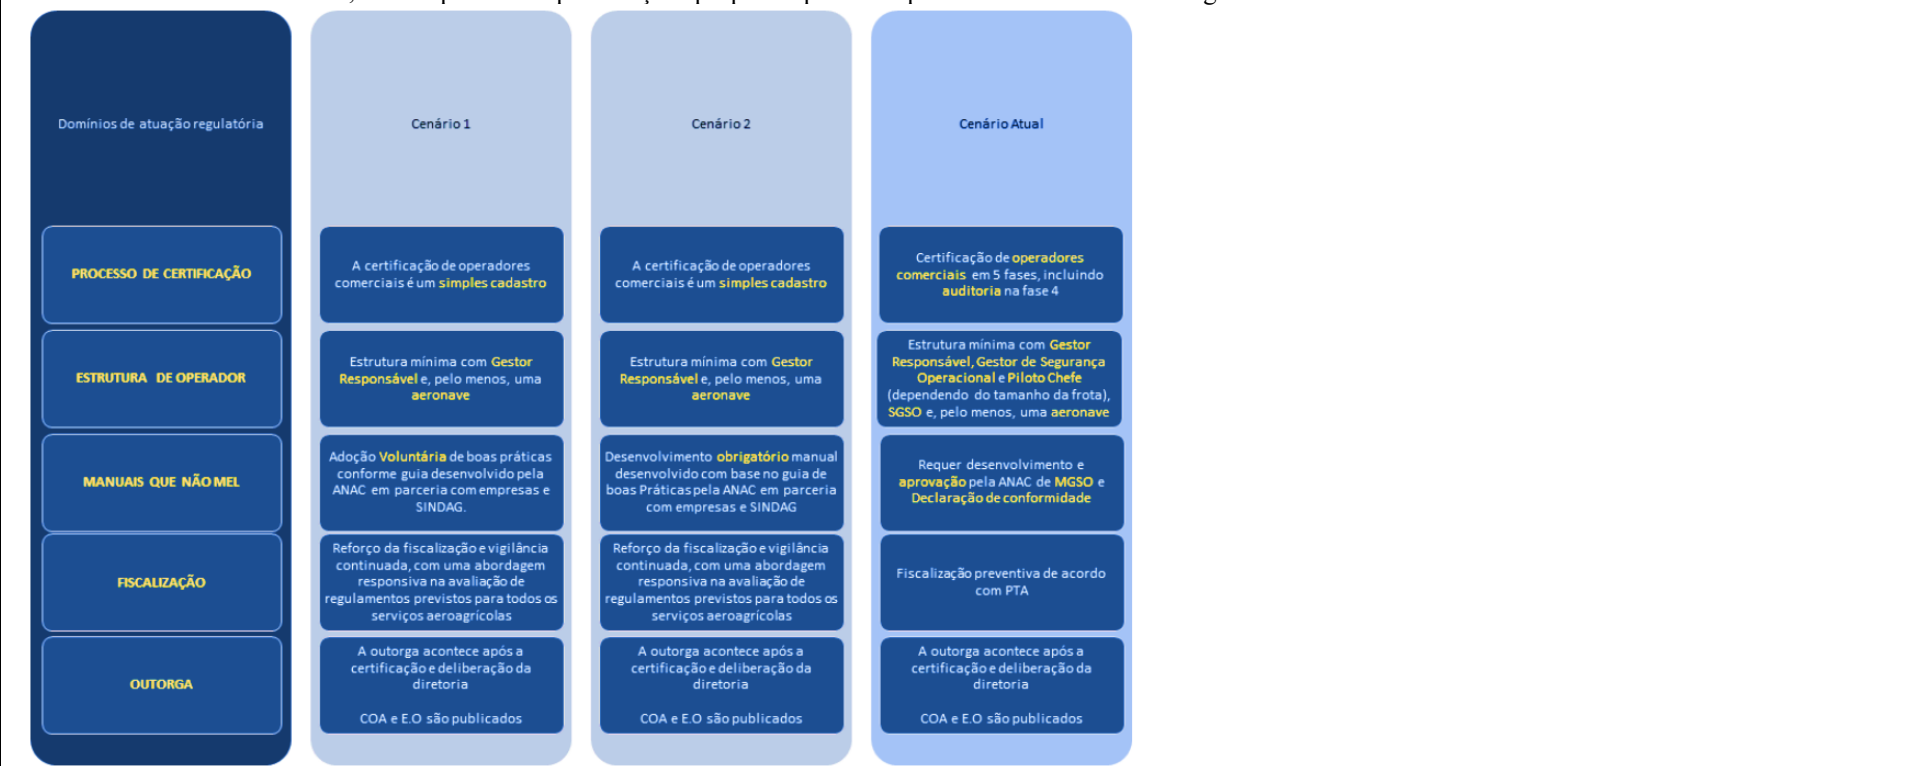 Domínios de atuação regulatória
Cenário 1
Cenário 2
Cenário Atual
PROCESSO DE CERTIFICAÇÃO
A certificação de operadores
comerciais é um simples cadastro
A certificação de operadores
comerciais é um simples cadastro
Certificação de operadores
comerciais em 5 fases, incluindo
auditoria na fase 4
ESTRUTURA DE OPERADOR
Estrutura mínima com Gestor
Responsável e, pelo menos, uma
aeronave
Estrutura mínima com Gestor
Responsável e, pelo menos, uma
aeronave
Estrutura mínima com Gestor
Responsável, Gestor de Segurança
Operacional e Piloto Chefe
(dependendo do tamanho da frota),
SGSO e, pelo menos, uma aeronave
MANUAIS QUE NÃO MEL
Adoção Voluntária de boas práticas
conforme guia desenvolvido pela
ANAC em parceria com empresas e
SINDAG.
Desenvolvimento obrigatório manual
desenvolvido com base no guia de
boas Práticas pela ANAC em parceria
com empresas e SINDAG
Requer desenvolvimento e
aprovação pela ANAC de MGSO e
Declaração de conformidade
FISCALIZAÇÃO
Reforço da fiscalização e vigilância
continuada, com uma abordagem
responsiva na avaliação de
regulamentos previstos para todos os
serviços aeroagrícolas
Reforço da fiscalização e vigilância
continuada, com uma abordagem
responsiva na avaliação de
regulamentos previstos para todos os
serviços aeroagrícolas
Fiscalização preventiva de acordo
com PTA
OUTORGA
A outorga acontece após a
certificação e deliberação da
diretoria
COA e E.O são publicados
A outorga acontece após a
certificação e deliberação da
diretoria
COA e E.O são publicados
A outorga acontece após a
certificação e deliberação da
diretoria
COA e E.O são publicados